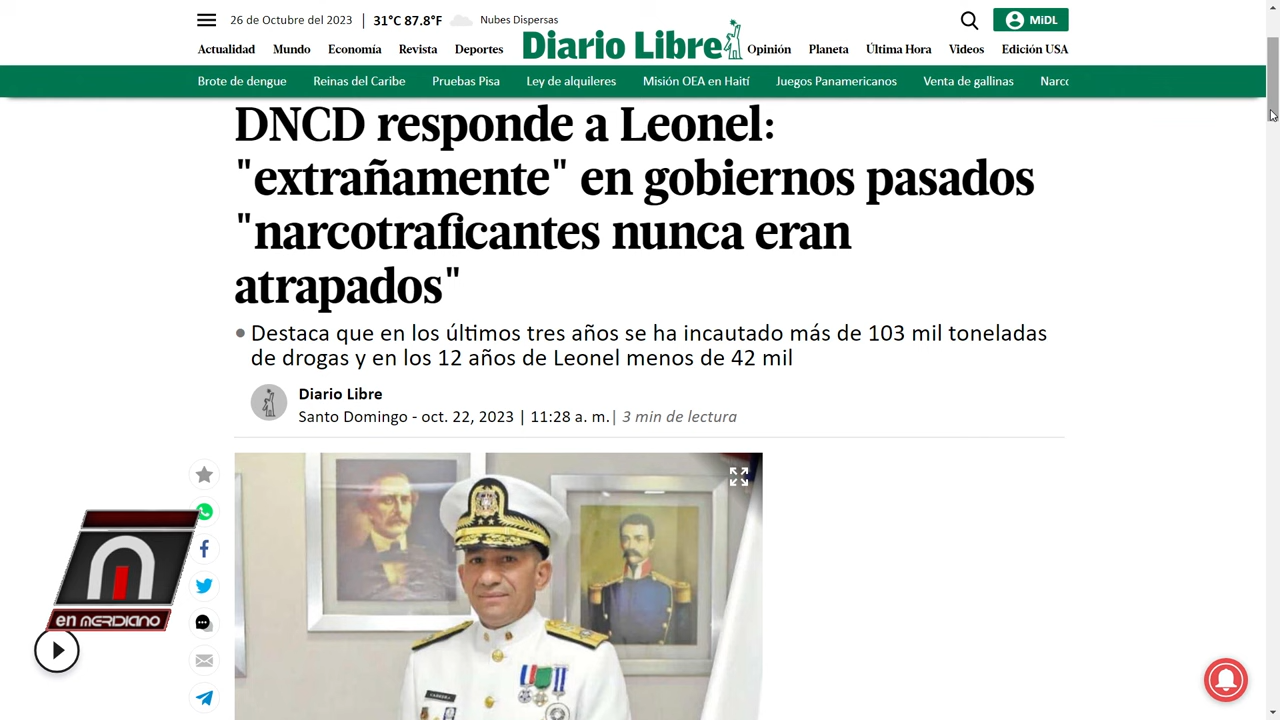 26 de Octubre del 2023 | 31°C 87.8°F Nubes Dispersas
MiDL
Actualidad Mundo Economía Revista Deportes Diario Libre Opinión Planeta Última Hora Videos Edición USA
Brote de dengue Reinas del Caribe Pruebas Pisa Ley de alquileres Misión OEA en Haití Juegos Panamericanos Venta de gallinas Narco
DNCD responde a Leonel:
"extrañamente" en gobiernos pasados
"narcotraficantes nunca eran
atrapados"
Destaca que en los últimos tres años se ha incautado más de 103 mil toneladas
de drogas y en los 12 años de Leonel menos de 42 mil
Diario Libre
Santo Domingo - oct. 22, 2023 | 11:28 a. m.| 3 min de lectura
en MERIDIANO
CABRERA